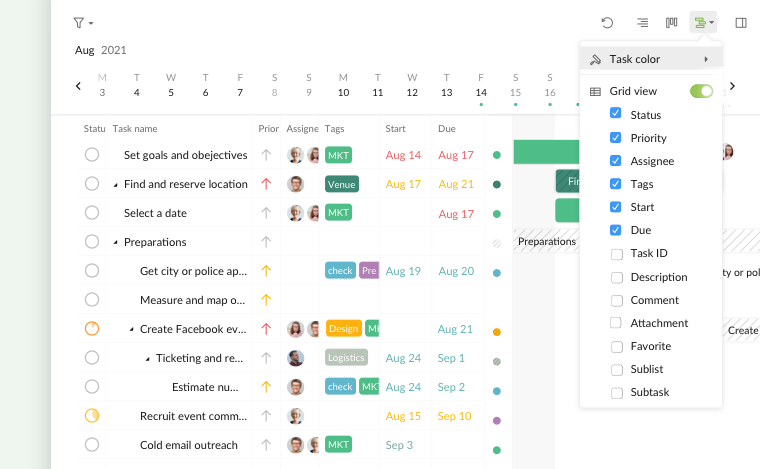 Aug 2021
M T W T F S S M T W T F S S
3 4 5 6 7 8 9 10 11 12 13 14 15 16
Task color
Grid view
Status
Priority
Assignee
Tags
Start
Due
Task ID
Description
Comment
Attachment
Favorite
Sublist
Subtask
Statu Task name Prior Assigne Tags Start Due
Set goals and obejectives MKT Aug 14 Aug 17
Find and reserve location Venue Aug 17 Aug 21 Fin
Select a date MKT Aug 17
Preparations Preparations
Get city or police ap... check Pre Aug 19 Aug 20 ty or pol
Measure and map o...
Create Facebook ev... Design Aug 21 Create
Ticketing and re... Logistics Aug 24 Sep 1
Estimate nu... check MKT Aug 24 Sep 2
Recruit event comm... Aug 15 Sep 10
Cold email outreach MKT Sep 3